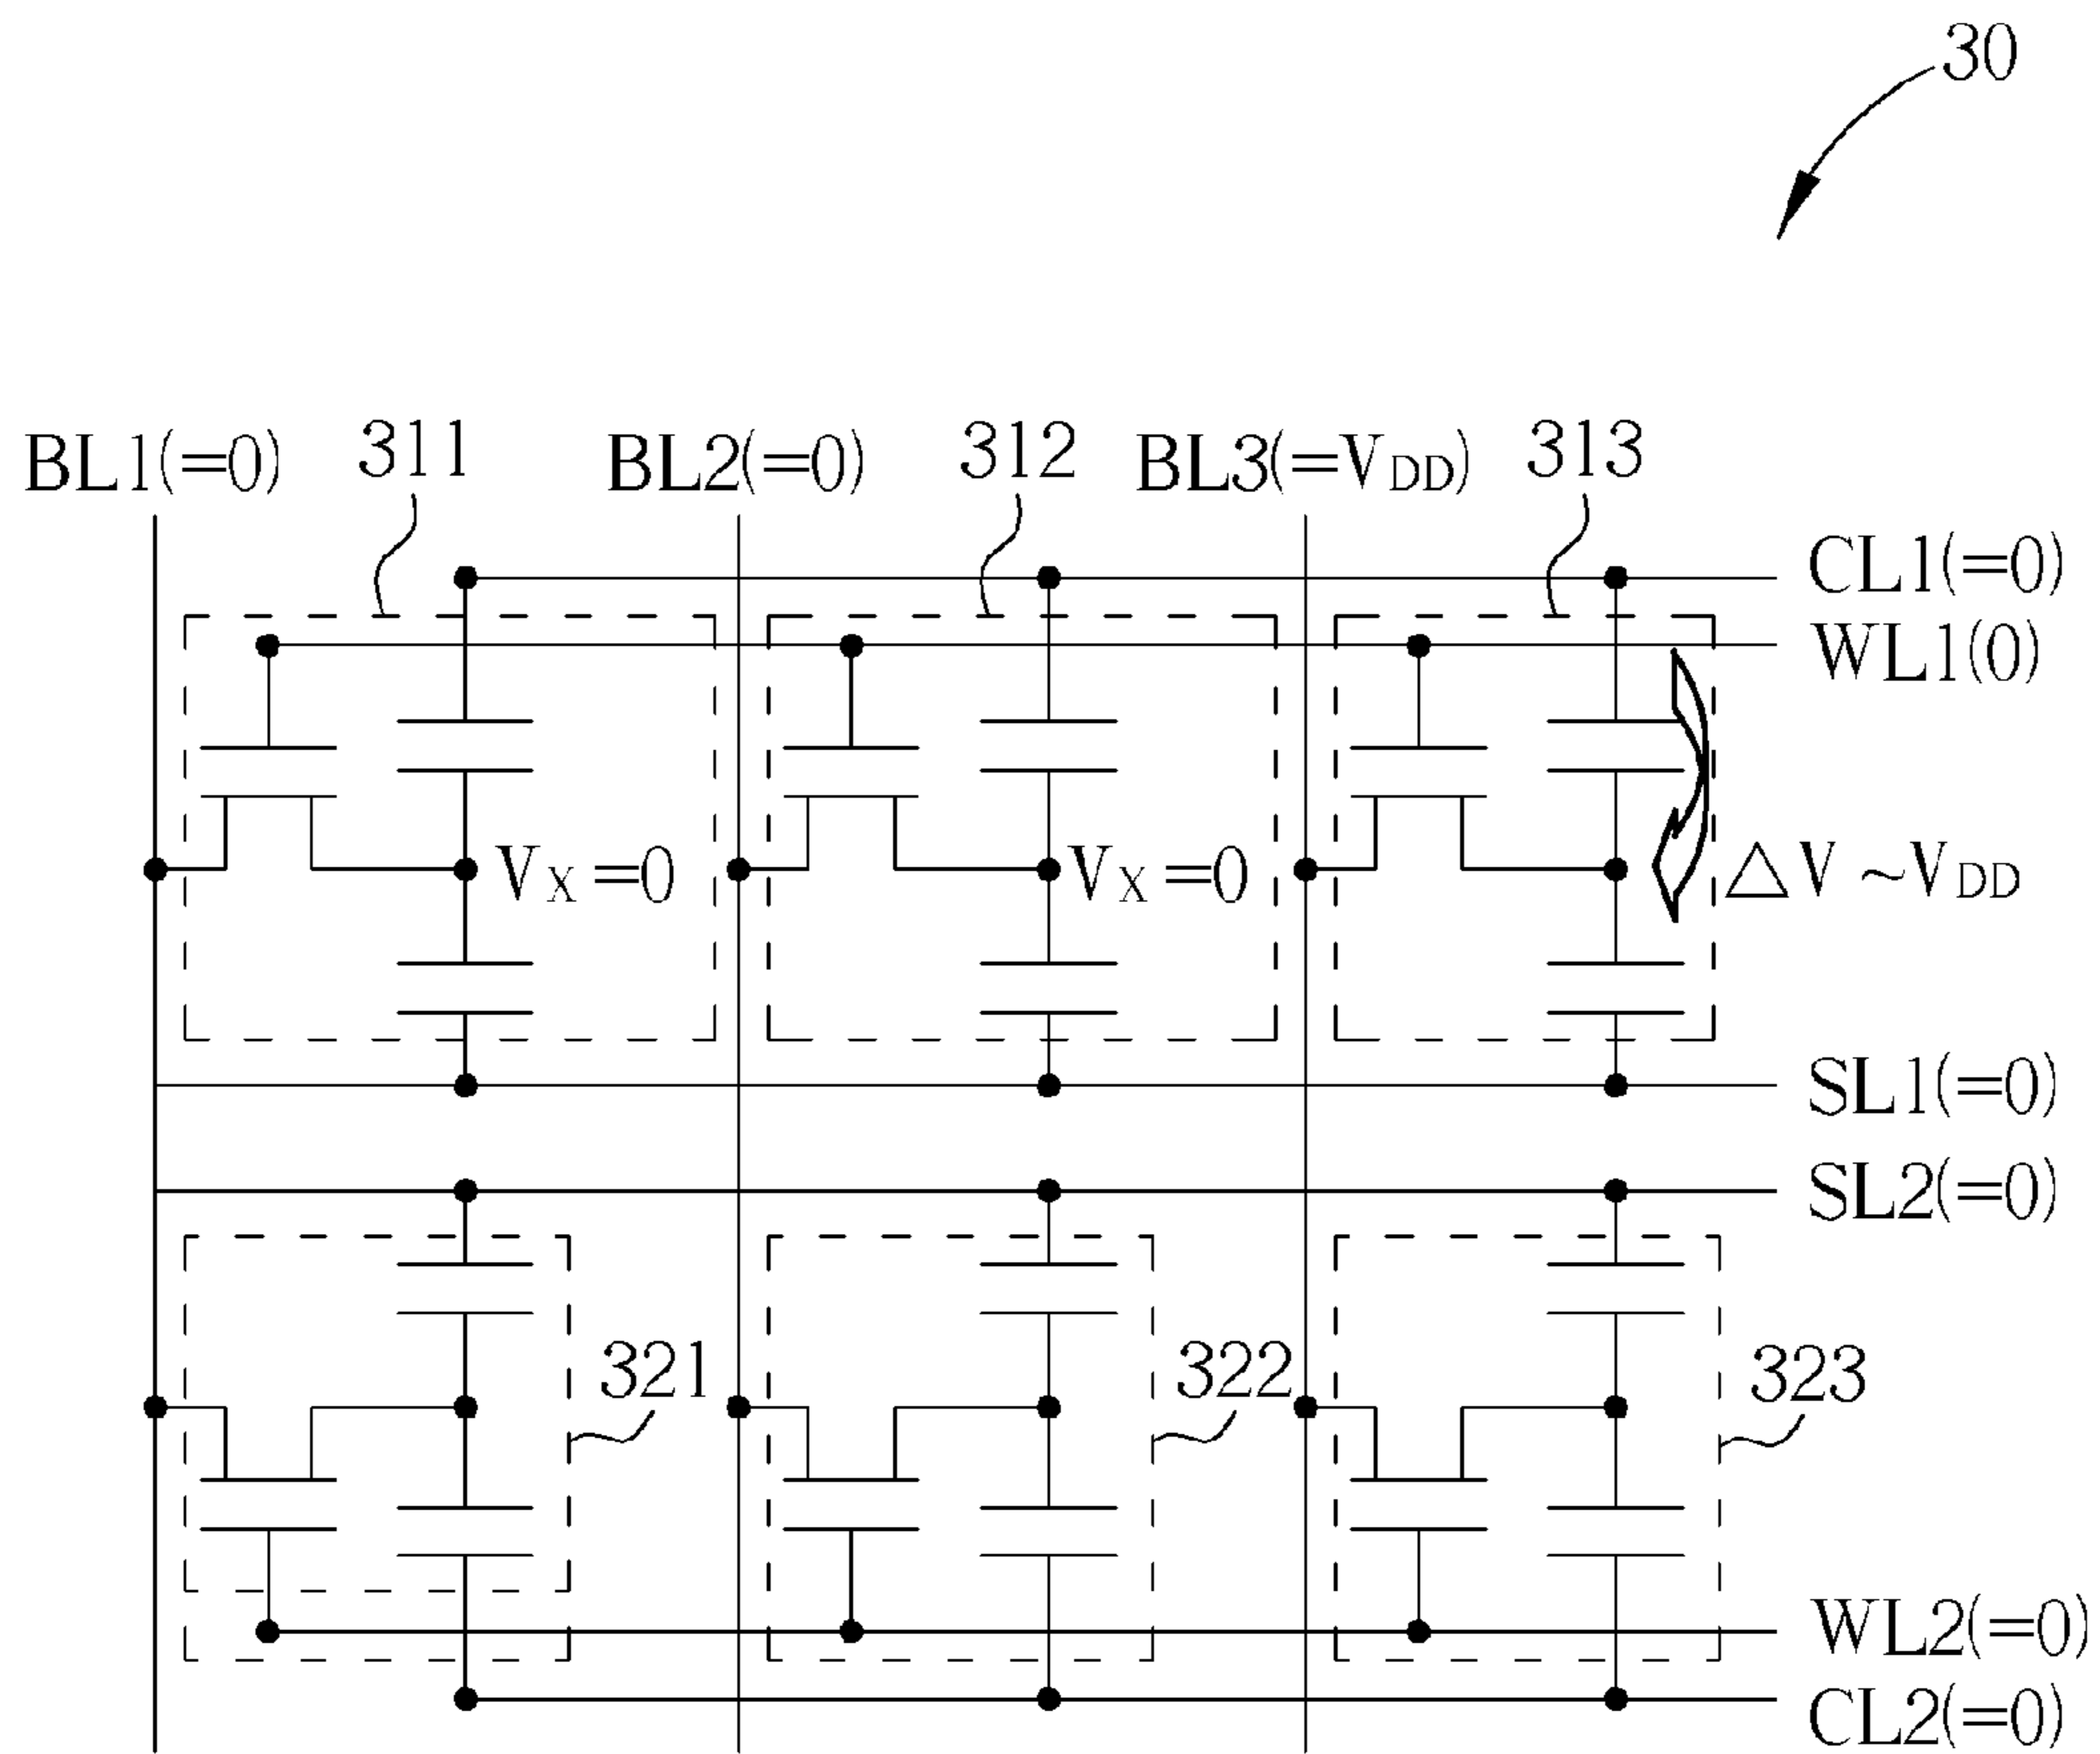 30
BL1(=0)
311
BL2(=0)
312
BL3(=VDD)
313
CL1(=0)
WL1(0)
VX=0
VX=0
△V ~VDD
SL1(=0)
SL2(=0)
321
322
323
WL2(=0)
CL2(=0)